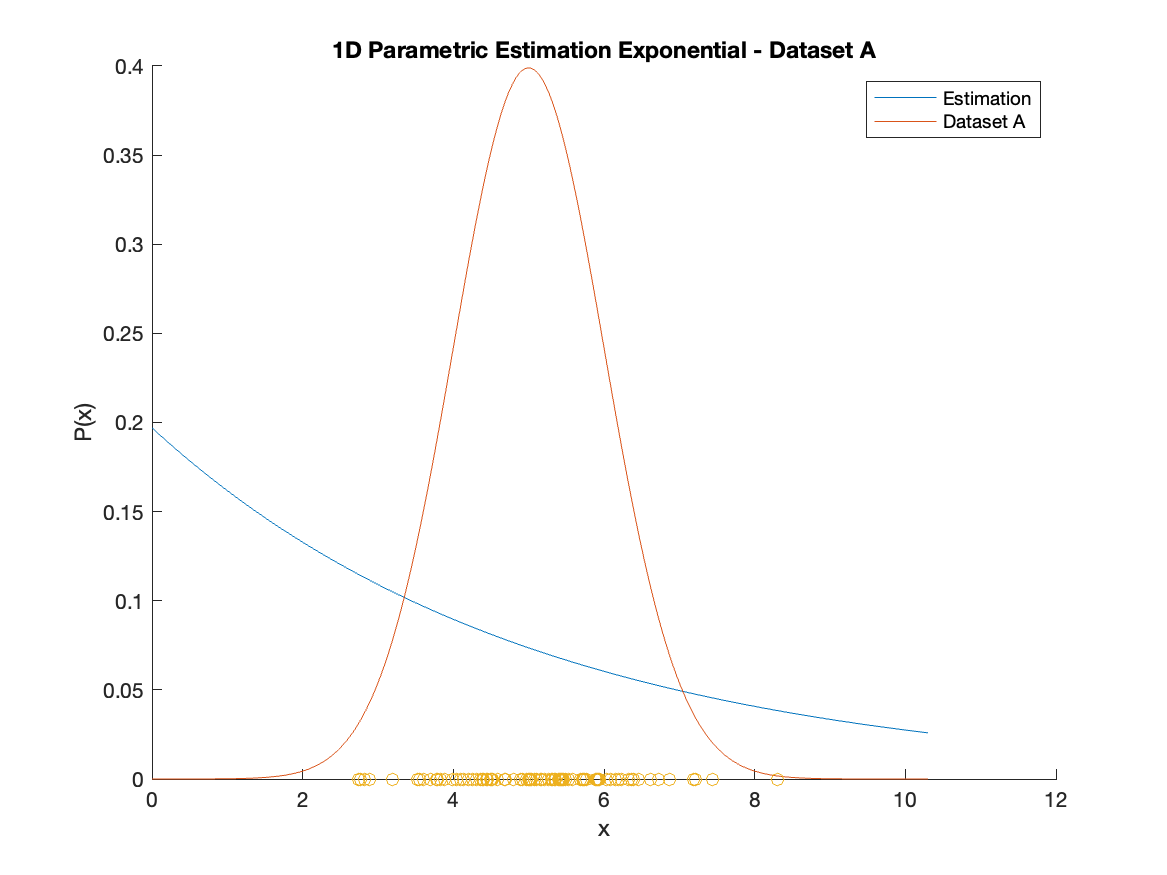 1D Parametric Estimation Exponential - Dataset A
Estimation
Dataset A
0.4
0.35
0.3
0.25
0.2
0.15
0.1
0.05
0
P(x)
0 2 4 6 8 10 12
x